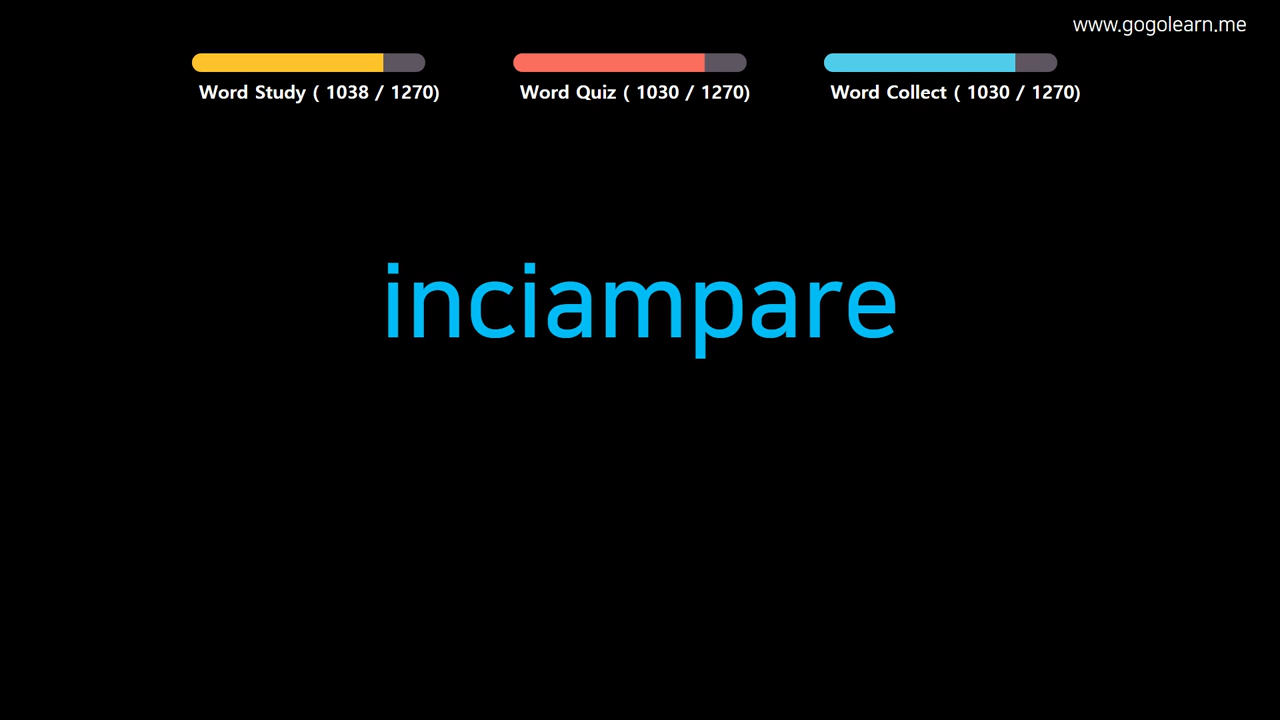 www.gogolearn.me
Word Study ( 1038 / 1270)
Word Quiz ( 1030 / 1270)
Word Collect ( 1030 / 1270)
inciampare